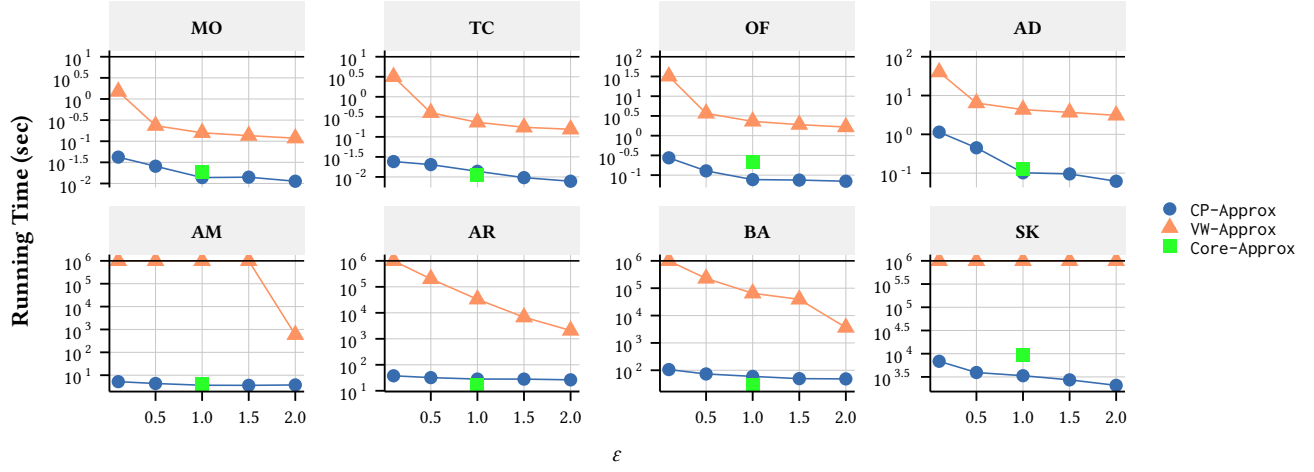 MO TC OF AD
10^1 10^0.5 10^0 10^-0.5 10^-1 10^-1.5 10^-2
10^1 10^0.5 10^0 10^-0.5 10^-1 10^-1.5 10^-2
10^2 10^1.5 10^1 10^0.5 10^0 10^-0.5 10^-1
10^2 10^1 10^0 10^-1
Running Time (sec)
CP-Approx
VW-Approx
Core-Approx
AM AR BA SK
10^6 10^5 10^4 10^3 10^2 10^1
10^6 10^5 10^4 10^3 10^2 10^1
10^6 10^5 10^4 10^3 10^2
10^6 10^5.5 10^5 10^4.5 10^4 10^3.5
0.5 1.0 1.5 2.0 0.5 1.0 1.5 2.0 0.5 1.0 1.5 2.0 0.5 1.0 1.5 2.0
ε